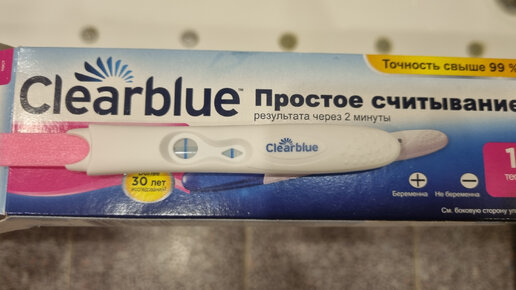 Точность свыше 99 %
Clearblue
Простое считывание
результата через 2 минуты
Clearblue
30 лет
1
Беременна
Не беременна
См. боковую сторону